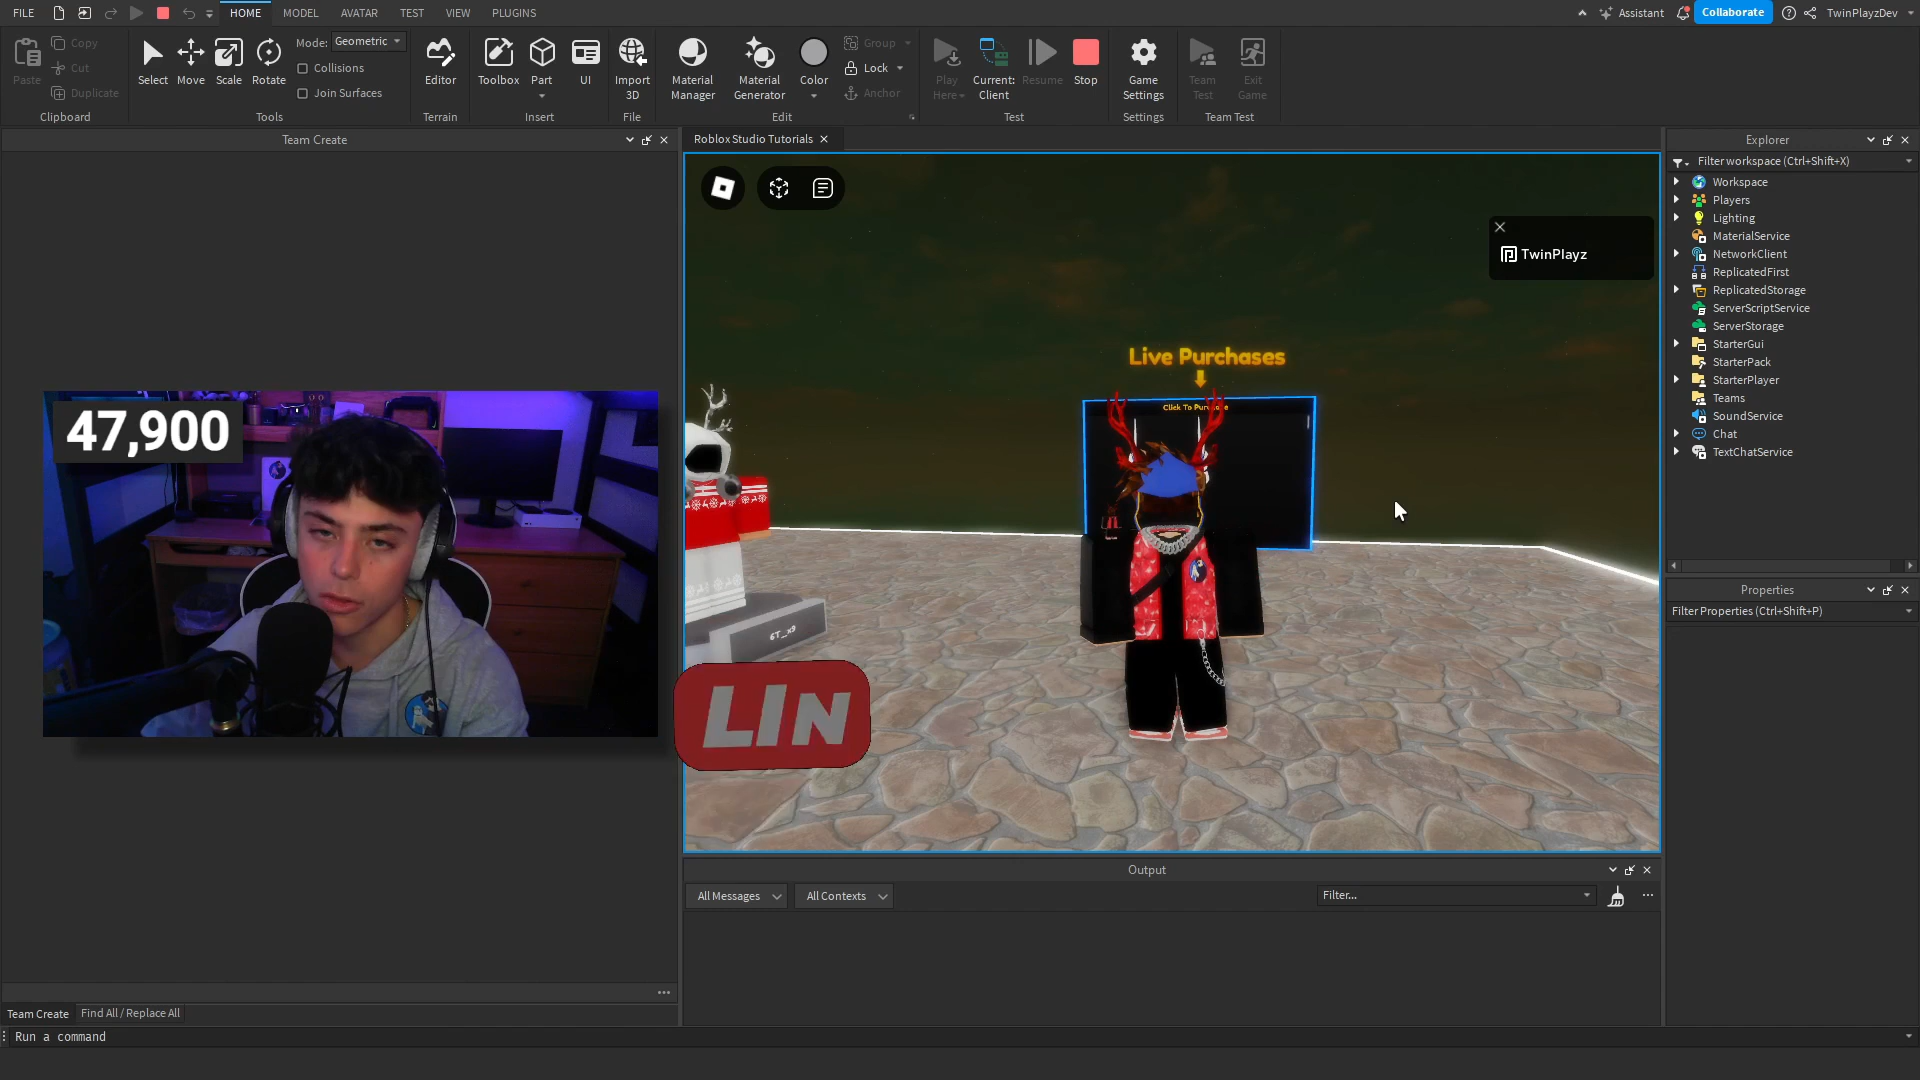 FILE
HOME
MODEL
AVATAR
TEST
VIEW
PLUGINS
Assistant
Collaborate
TwinPlayzDev
Paste
Copy
Cut
Duplicate
Clipboard
Select
Move
Scale
Rotate
Mode: Geometric
Collisions
Join Surfaces
Tools
Editor
Terrain
Toolbox
Part
UI
Insert
Import
3D
File
Material
Manager
Material
Generator
Color
Group
Lock
Anchor
Edit
Play
Here
Current:
Client
Resume
Stop
Test
Game
Settings
Settings
Team
Test
Exit
Game
Team Test
Team Create
47,900
Team Create
Find All / Replace All
Run a command
Roblox Studio Tutorials
TwinPlayz
Live Purchases
Click To Purchase
6T_x9
LIN
Output
All Messages
All Contexts
Filter...
Explorer
Filter workspace (Ctrl+Shift+X)
Workspace
Players
Lighting
MaterialService
NetworkClient
ReplicatedFirst
ReplicatedStorage
ServerScriptService
ServerStorage
StarterGui
StarterPack
StarterPlayer
Teams
SoundService
Chat
TextChatService
Properties
Filter Properties (Ctrl+Shift+P)